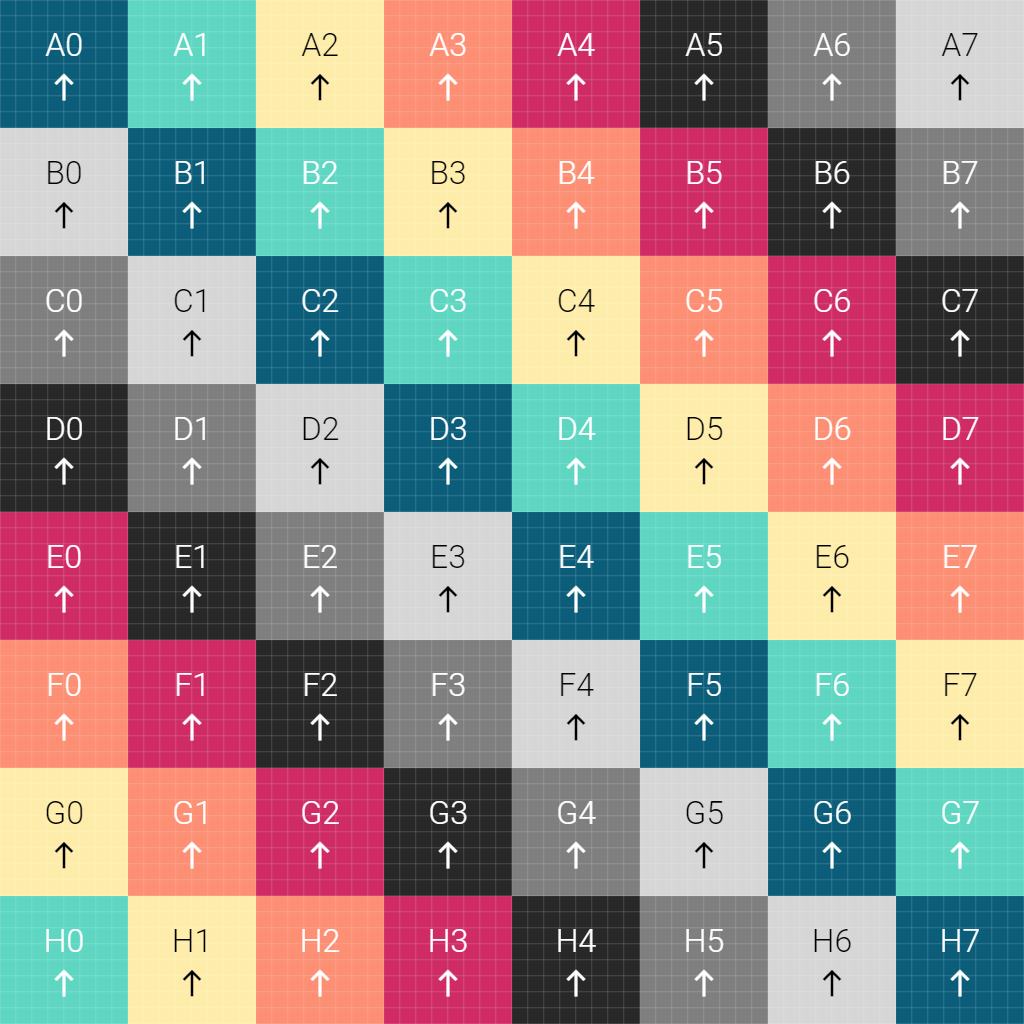 A0 A1 A2 A3 A4 A5 A6 A7
↑ ↑ ↑ ↑ ↑ ↑ ↑ ↑
B0 B1 B2 B3 B4 B5 B6 B7
↑ ↑ ↑ ↑ ↑ ↑ ↑ ↑
C0 C1 C2 C3 C4 C5 C6 C7
↑ ↑ ↑ ↑ ↑ ↑ ↑ ↑
D0 D1 D2 D3 D4 D5 D6 D7
↑ ↑ ↑ ↑ ↑ ↑ ↑ ↑
E0 E1 E2 E3 E4 E5 E6 E7
↑ ↑ ↑ ↑ ↑ ↑ ↑ ↑
F0 F1 F2 F3 F4 F5 F6 F7
↑ ↑ ↑ ↑ ↑ ↑ ↑ ↑
G0 G1 G2 G3 G4 G5 G6 G7
↑ ↑ ↑ ↑ ↑ ↑ ↑ ↑
H0 H1 H2 H3 H4 H5 H6 H7
↑ ↑ ↑ ↑ ↑ ↑ ↑ ↑